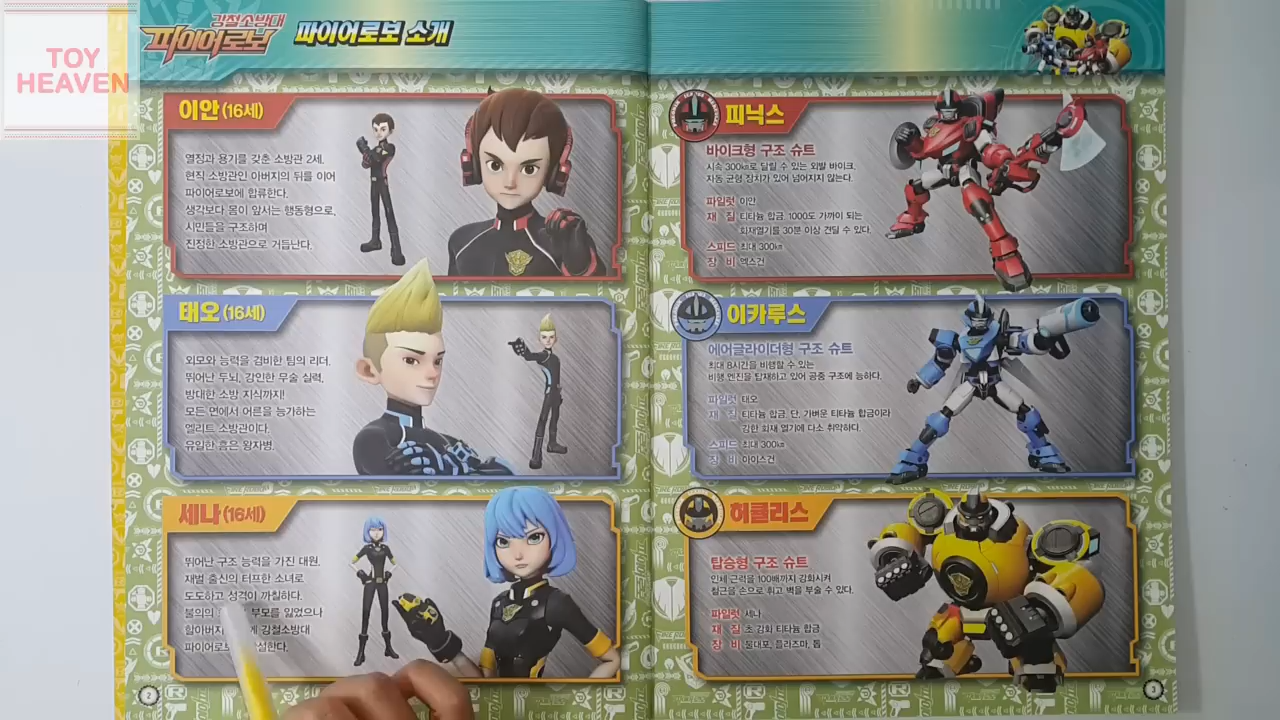 TOY
HEAVEN
강철소방대
파이어로보
파이어로보 소개
이안 (16세)
열정과 용기를 갖춘 소방관 2세.
현직 소방관인 아버지의 뒤를 이어
파이어로보에 합류한다.
생각보다 몸이 앞서는 행동형으로,
시민들을 구조하며
진정한 소방관으로 거듭난다.
태오 (16세)
외모와 능력을 겸비한 팀의 리더.
뛰어난 두뇌, 강인한 무술 실력,
방대한 소방 지식까지!
모든 면에서 어른을 능가하는
엘리트 소방관이다.
유일한 흠은 왕자병.
세나 (16세)
뛰어난 구조 능력을 가진 대원.
재벌 출신의 터프한 소녀로
도도하고 성격이 까칠하다.
불의의 부모를 잃었으나
할아버지 강철소방대
파이어로보
2
피닉스
바이크형 구조 슈트
시속 300㎞로 달릴 수 있는 외발 바이크.
자동 균형 장치가 있어 넘어지지 않는다.
파일럿 이안
재 질 티타늄 합금. 1000도 가까이 되는
화재열기를 30분 이상 견딜 수 있다.
스피드 최대 300㎞
장 비 엑스건
이카루스
에어글라이더형 구조 슈트
최대 8시간을 비행할 수 있는
비행 엔진을 탑재하고 있어 공중 구조에 능하다.
파일럿 태오
재 질 티타늄 합금. 단, 가벼운 티타늄 합금이라
강한 화재 열기에 다소 취약하다.
스피드 최대 300㎞
장 비 아이스건
허큘리스
탑승형 구조 슈트
인체 근력을 100배까지 강화시켜
철근을 손으로 휘고 벽을 부술 수 있다.
파일럿 세나
재 질 초 강화 티타늄 합금
장 비 물대포, 플라즈마, 톱
3